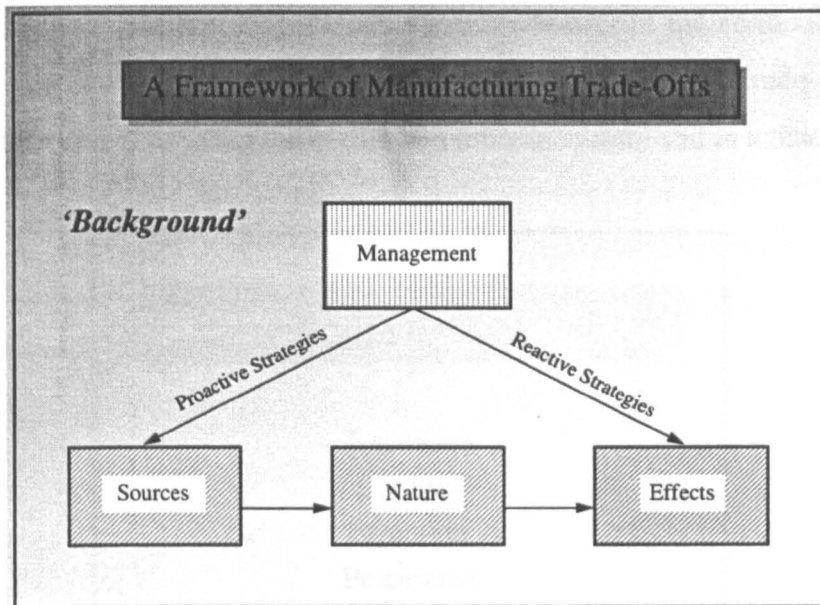 A Framework of Manufacturing Trade-Offs
'Background'
Management
Proactive Strategies
Reactive Strategies
Sources
Nature
Effects